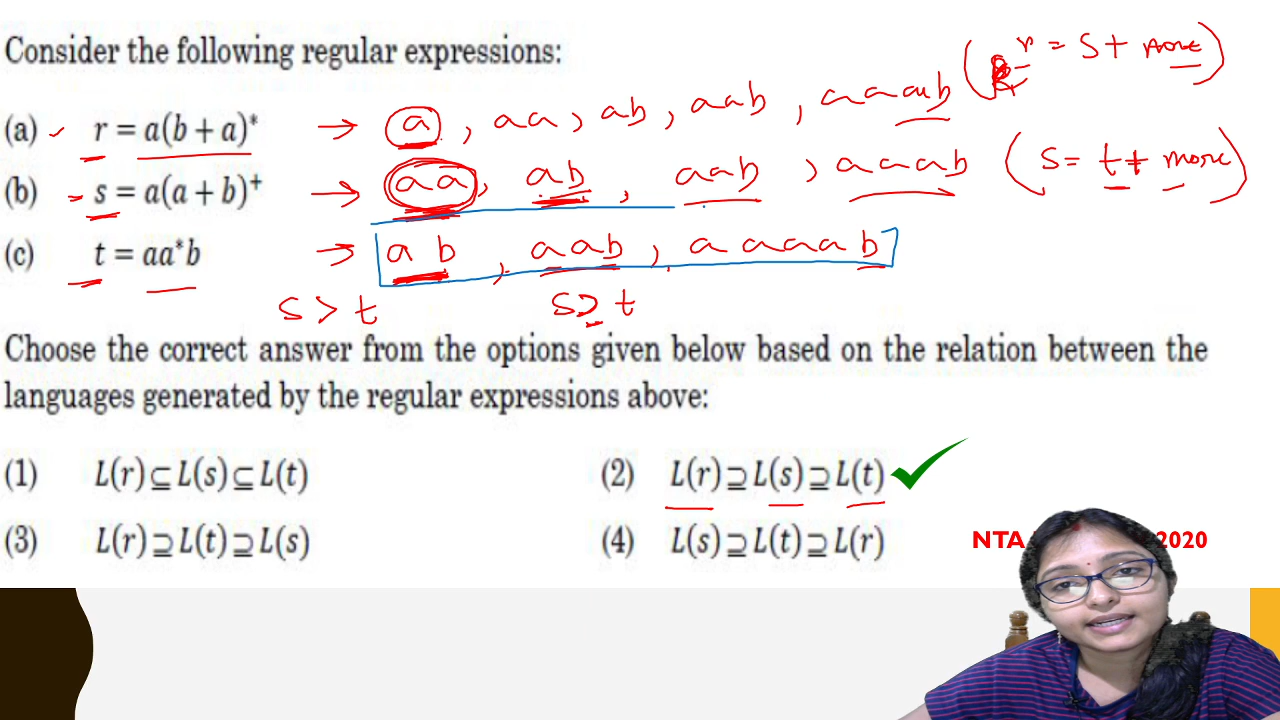 Consider the following regular expressions:
(r = S + more)
(a) r = a(b + a)* → a, aa, ab, aab, aaaab
(b) s = a(a + b)⁺ → aa, ab, aab, aaab (S = t + more)
(c) t = aa*b → ab, aab, aaaab
S > t S ⊇ t
Choose the correct answer from the options given below based on the relation between the
languages generated by the regular expressions above:
(1) L(r)⊆L(s)⊆L(t) (2) L(r)⊇L(s)⊇L(t)
(3) L(r)⊇L(t)⊇L(s) (4) L(s)⊇L(t)⊇L(r)
NTA 2020